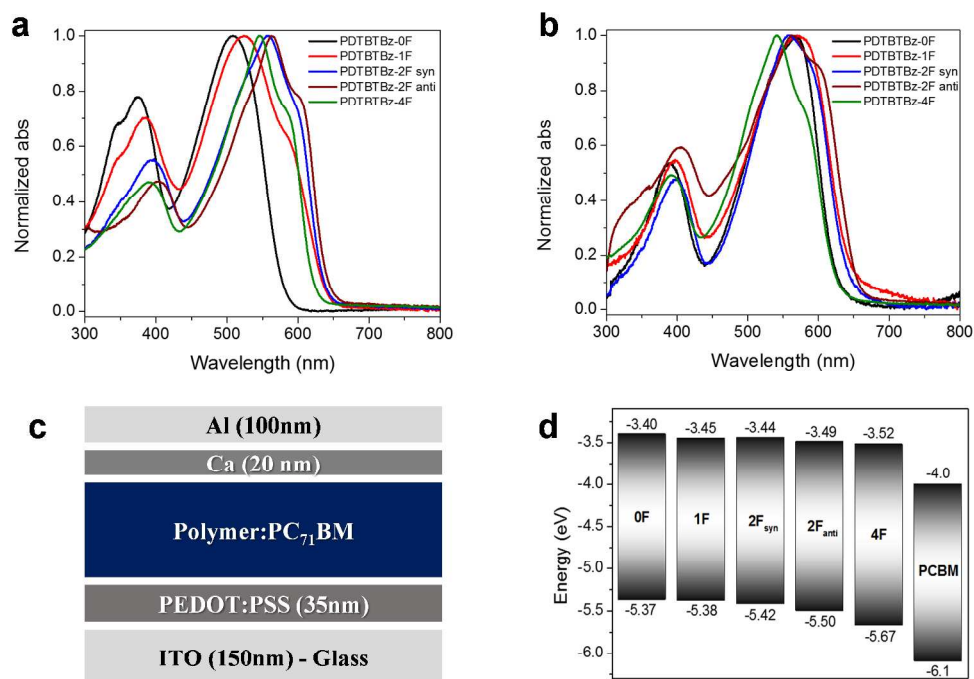 a
1.0
0.8
0.6
0.4
0.2
0.0
Normalized abs
300 400 500 600 700 800
Wavelength (nm)
PDTBTBz-0F
PDTBTBz-1F
PDTBTBz-2F syn
PDTBTBz-2F anti
PDTBTBz-4F
b
1.0
0.8
0.6
0.4
0.2
0.0
Normalized abs
300 400 500 600 700 800
Wavelength (nm)
PDTBTBz-0F
PDTBTBz-1F
PDTBTBz-2F syn
PDTBTBz-2F anti
PDTBTBz-4F
c
Al (100nm)
Ca (20 nm)
Polymer:PC₇₁BM
PEDOT:PSS (35nm)
ITO (150nm) - Glass
d
Energy (eV)
-3.5
-4.0
-4.5
-5.0
-5.5
-6.0
-3.40 -3.45 -3.44 -3.49 -3.52 -4.0
0F 1F 2Fsyn 2Fanti 4F PCBM
-5.37 -5.38 -5.42 -5.50 -5.67 -6.1